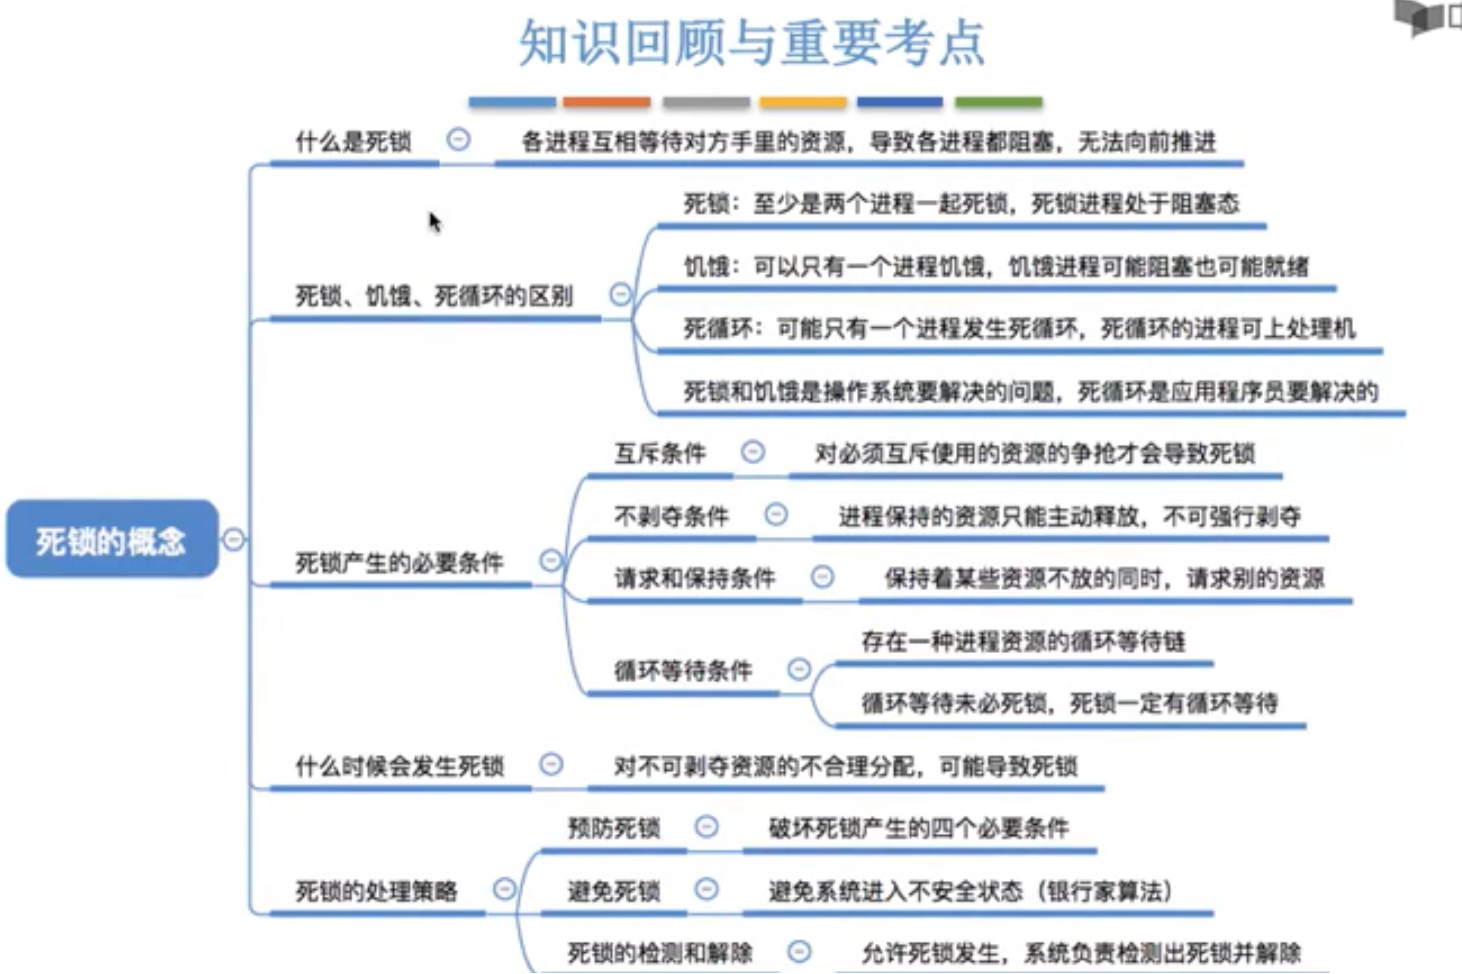 知识回顾与重要考点
什么是死锁
各进程互相等待对方手里的资源，导致各进程都阻塞，无法向前推进
死锁、饥饿、死循环的区别
死锁：至少是两个进程一起死锁，死锁进程处于阻塞态
饥饿：可以只有一个进程饥饿，饥饿进程可能阻塞也可能就绪
死循环：可能只有一个进程发生死循环，死循环的进程可上处理机
死锁和饥饿是操作系统要解决的问题，死循环是应用程序员要解决的
死锁的概念
死锁产生的必要条件
互斥条件
对必须互斥使用的资源的争抢才会导致死锁
不剥夺条件
进程保持的资源只能主动释放，不可强行剥夺
请求和保持条件
保持着某些资源不放的同时，请求别的资源
循环等待条件
存在一种进程资源的循环等待链
循环等待未必死锁，死锁一定有循环等待
什么时候会发生死锁
对不可剥夺资源的不合理分配，可能导致死锁
死锁的处理策略
预防死锁
破坏死锁产生的四个必要条件
避免死锁
避免系统进入不安全状态（银行家算法）
死锁的检测和解除
允许死锁发生，系统负责检测出死锁并解除